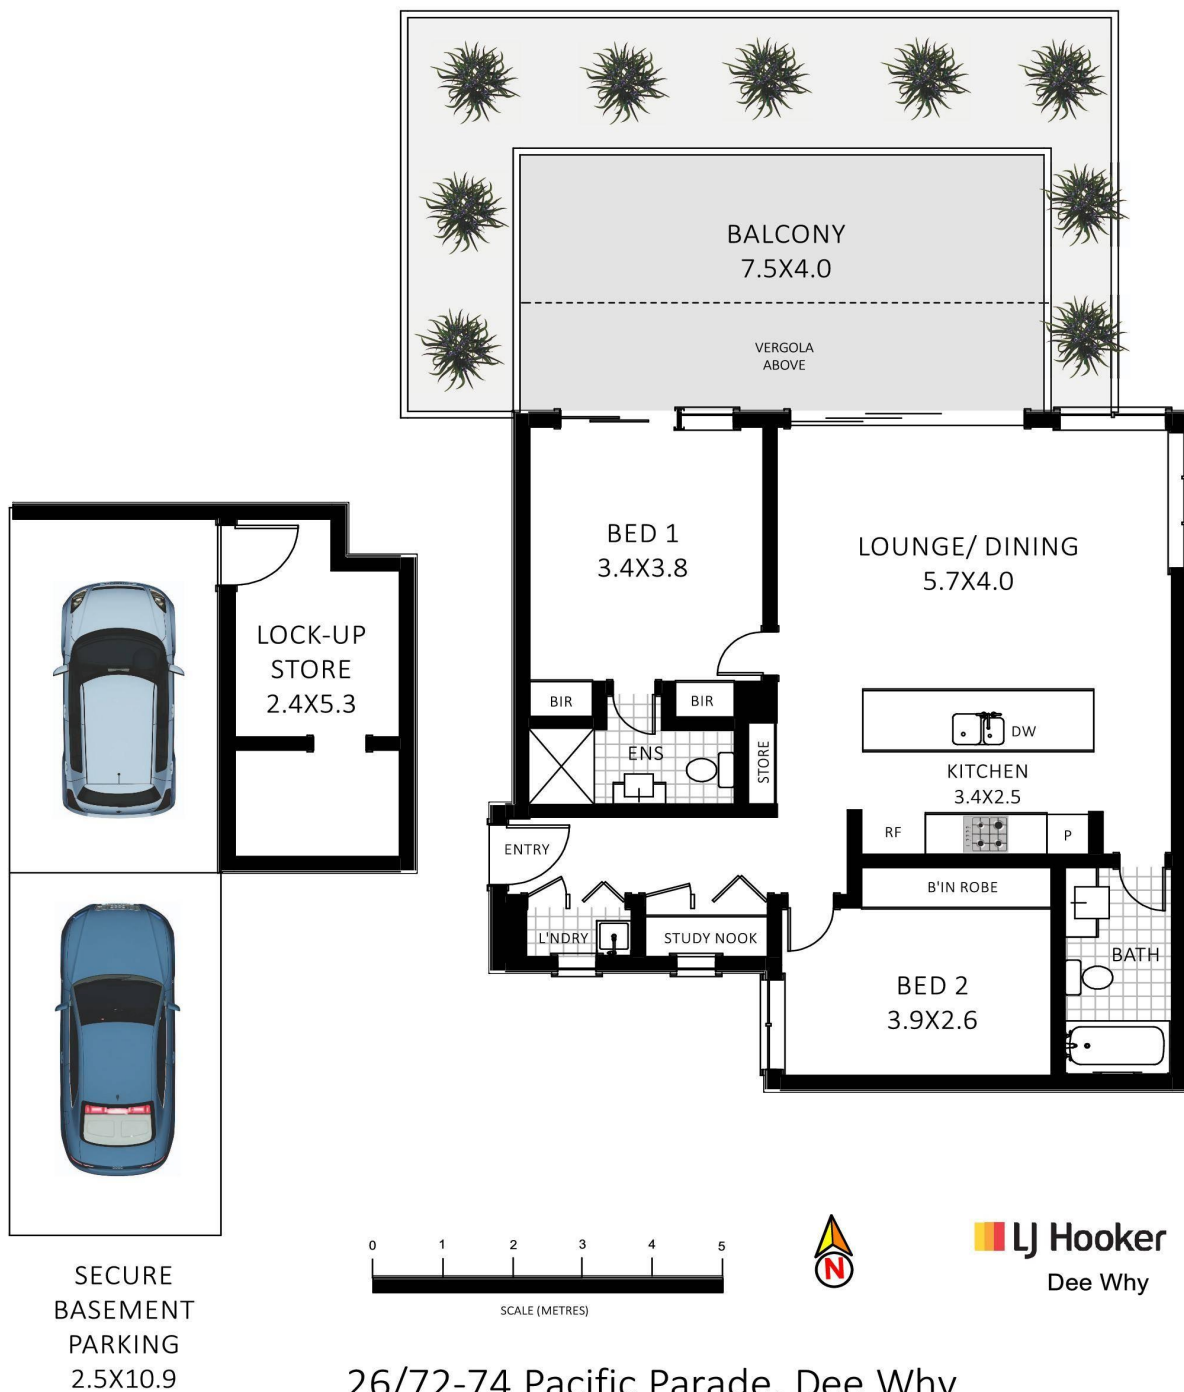 BALCONY
7.5X4.0
VERGOLA
ABOVE
BED 1
3.4X3.8
LOUNGE/ DINING
5.7X4.0
LOCK-UP
STORE
2.4X5.3
BIR
BIR
ENS
STORE
DW
KITCHEN
3.4X2.5
RF
P
ENTRY
B'IN ROBE
L'NDRY
STUDY NOOK
BATH
BED 2
3.9X2.6
SECURE
BASEMENT
PARKING
2.5X10.9
0 1 2 3 4 5
SCALE (METRES)
N
LJ Hooker
Dee Why
26/72-74 Pacific Parade, Dee Why